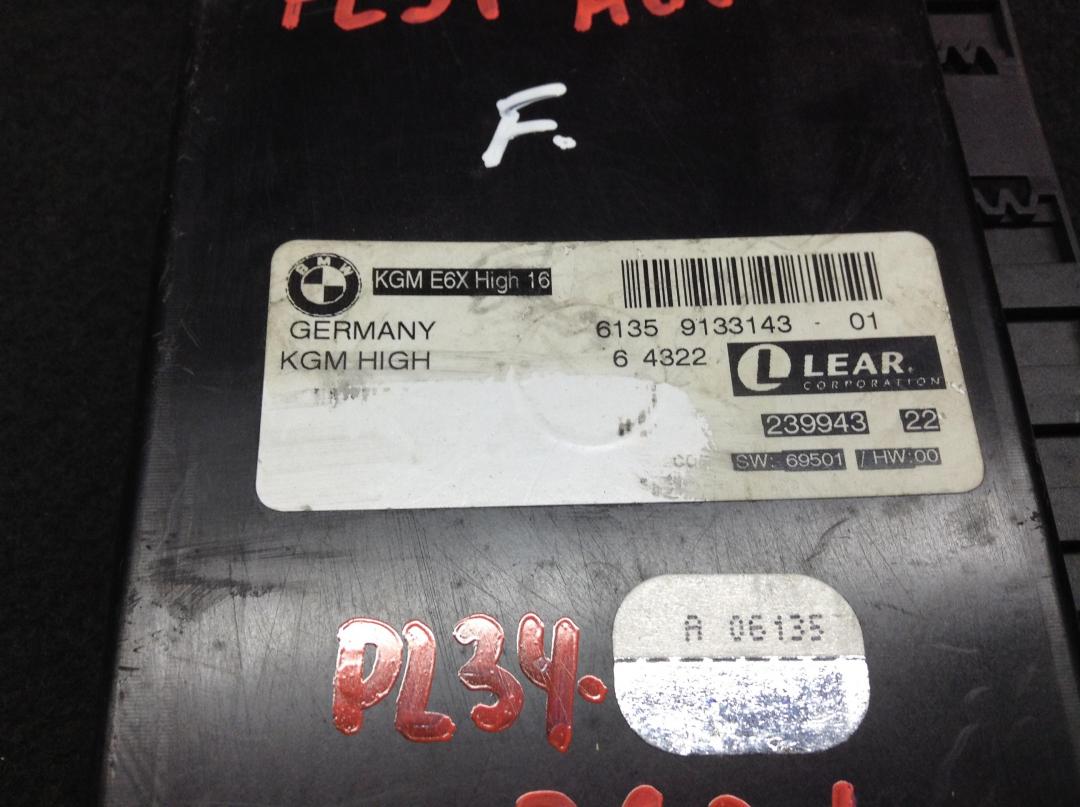 F.
BMW
KGM E6X High 16
GERMANY
6135 9133143 - 01
KGM HIGH
6 4322
L LEAR.
CORPORATION
239943 22
SW: 69501 / HW:00
A 06135
PL34.